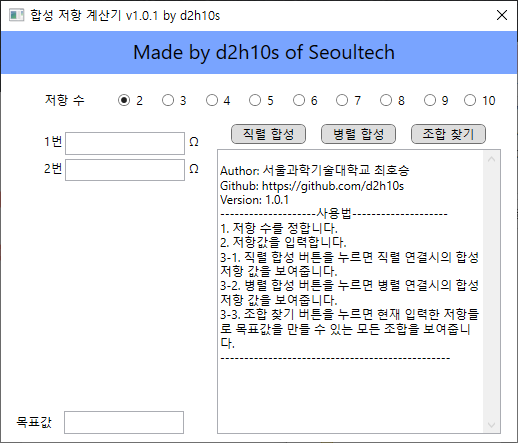 합성 저항 계산기 v1.0.1 by d2h10s
Made by d2h10s of Seoultech
저항 수 2 3 4 5 6 7 8 9 10
직렬 합성 병렬 합성 조합 찾기
1번 Ω
2번 Ω
Author: 서울과학기술대학교 최호승
Github: https://github.com/d2h10s
Version: 1.0.1
--------------------사용법--------------------
1. 저항 수를 정합니다.
2. 저항값을 입력합니다.
3-1. 직렬 합성 버튼을 누르면 직렬 연결시의 합성
저항 값을 보여줍니다.
3-2. 병렬 합성 버튼을 누르면 병렬 연결시의 합성
저항 값을 보여줍니다.
3-3. 조합 찾기 버튼을 누르면 현재 입력한 저항들
로 목표값을 만들 수 있는 모든 조합을 보여줍니
다.
------------------------------------------------
목표값